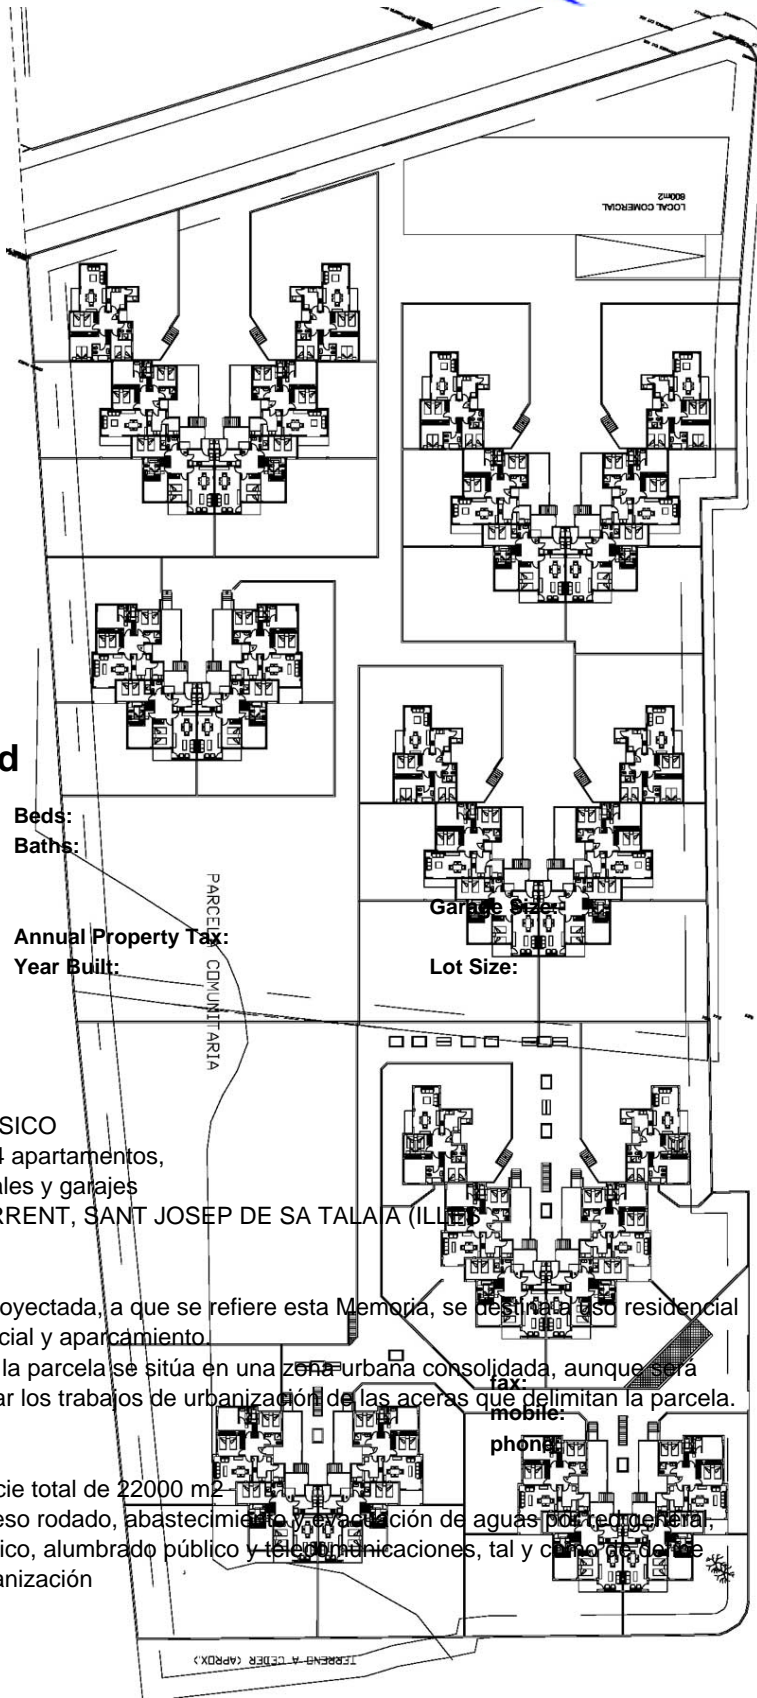 LOCAL COMERCIAL
600m2
d
Beds:
Baths:
PARCELA COMUNITARIA
Garage Size:
Annual Property Tax:
Year Built:
Lot Size:
SICO
4 apartamentos,
ales y garajes
RRENT, SANT JOSEP DE SA TALAIA (ILLES
oyectada, a que se refiere esta Memoria, se destina a uso residencial
cial y aparcamiento.
la parcela se sitúa en una zona urbana consolidada, aunque será
ar los trabajos de urbanización de las aceras que delimitan la parcela.
fax:
mobile:
phone:
cie total de 22000 m2
eso rodado, abastecimiento y evacuación de aguas por red general,
ico, alumbrado público y telecomunicaciones, tal y como de define
anización
TERRENO A CEDER (APROX.)